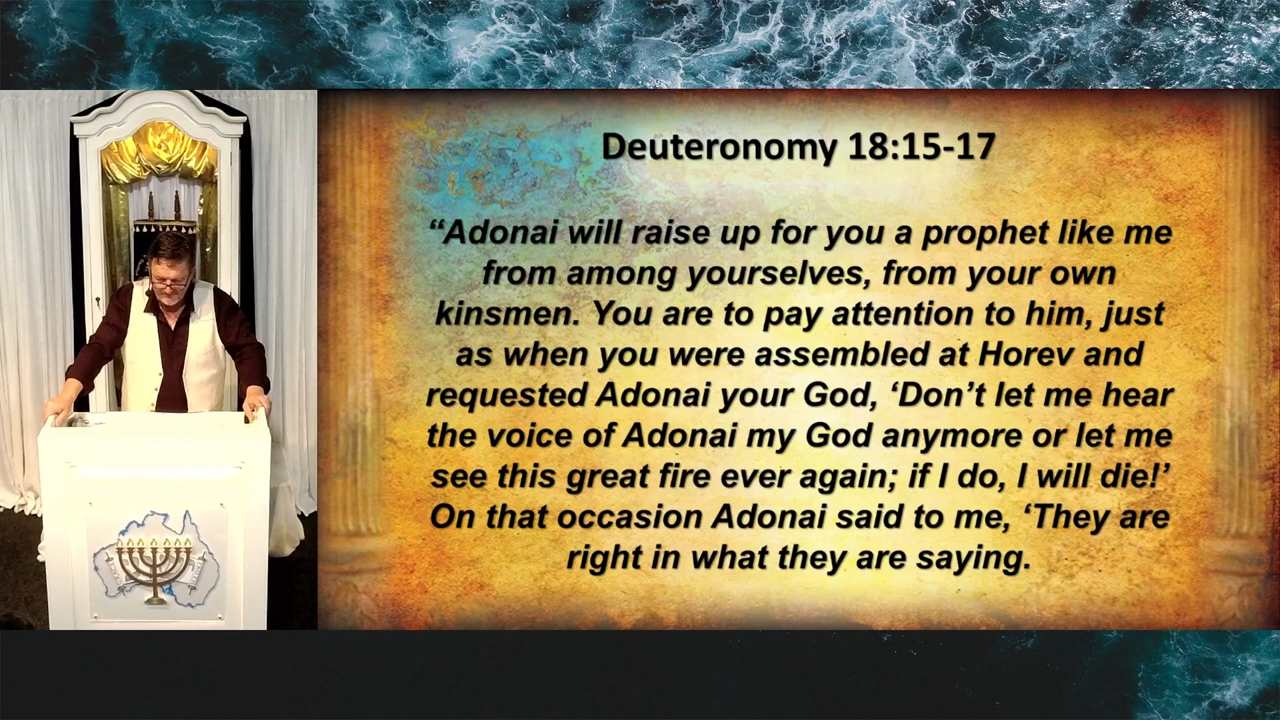 Deuteronomy 18:15-17
“Adonai will raise up for you a prophet like me
from among yourselves, from your own
kinsmen. You are to pay attention to him, just
as when you were assembled at Horev and
requested Adonai your God, ‘Don’t let me hear
the voice of Adonai my God anymore or let me
see this great fire ever again; if I do, I will die!’
On that occasion Adonai said to me, ‘They are
right in what they are saying.